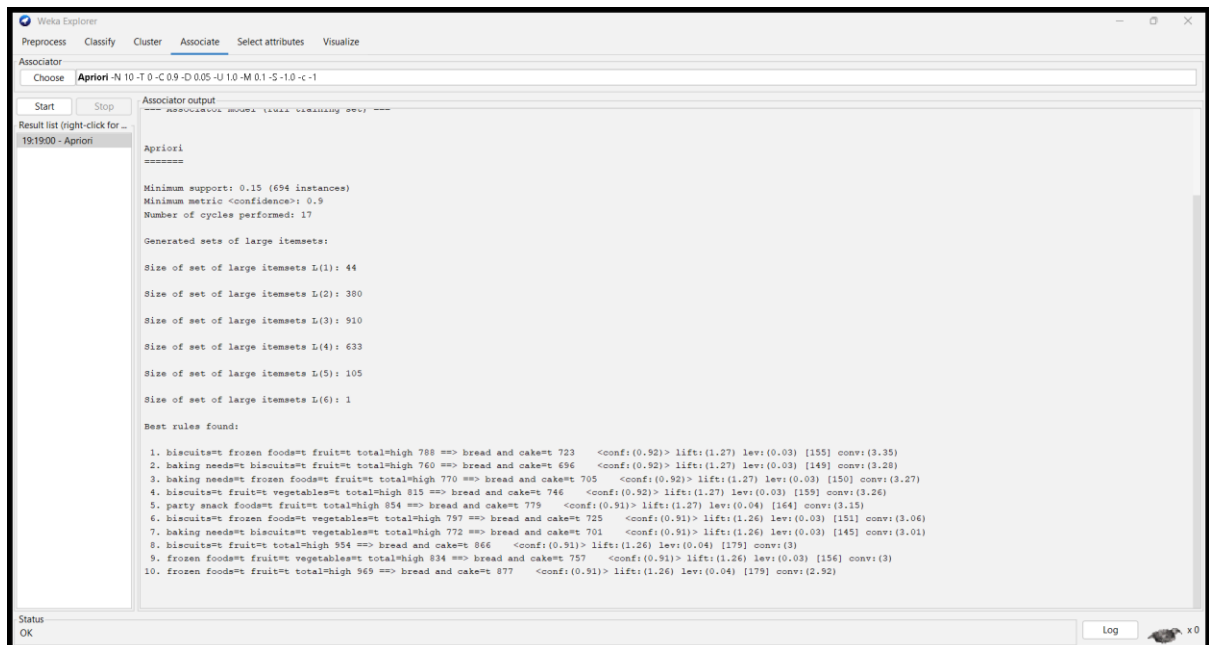 Weka Explorer
Preprocess Classify Cluster Associate Select attributes Visualize
Associator
Choose Apriori -N 10 -T 0 -C 0.9 -D 0.05 -U 1.0 -M 0.1 -S -1.0 -c -1
Start Stop
Result list (right-click for ...
19:19:00 - Apriori
Associator output
=== Associator model (full training set) ===
Apriori
=======
Minimum support: 0.15 (694 instances)
Minimum metric <confidence>: 0.9
Number of cycles performed: 17
Generated sets of large itemsets:
Size of set of large itemsets L(1): 44
Size of set of large itemsets L(2): 380
Size of set of large itemsets L(3): 910
Size of set of large itemsets L(4): 633
Size of set of large itemsets L(5): 105
Size of set of large itemsets L(6): 1
Best rules found:
1. biscuits=t frozen foods=t fruit=t total=high 788 ==> bread and cake=t 723 <conf:(0.92)> lift:(1.27) lev:(0.03) [155] conv:(3.35)
2. baking needs=t biscuits=t fruit=t total=high 760 ==> bread and cake=t 696 <conf:(0.92)> lift:(1.27) lev:(0.03) [149] conv:(3.28)
3. baking needs=t frozen foods=t fruit=t total=high 770 ==> bread and cake=t 705 <conf:(0.92)> lift:(1.27) lev:(0.03) [150] conv:(3.27)
4. biscuits=t fruit=t vegetables=t total=high 815 ==> bread and cake=t 746 <conf:(0.92)> lift:(1.27) lev:(0.03) [159] conv:(3.26)
5. party snack foods=t fruit=t total=high 854 ==> bread and cake=t 779 <conf:(0.91)> lift:(1.27) lev:(0.04) [164] conv:(3.15)
6. biscuits=t frozen foods=t vegetables=t total=high 797 ==> bread and cake=t 725 <conf:(0.91)> lift:(1.26) lev:(0.03) [151] conv:(3.06)
7. baking needs=t biscuits=t vegetables=t total=high 772 ==> bread and cake=t 701 <conf:(0.91)> lift:(1.26) lev:(0.03) [145] conv:(3.01)
8. biscuits=t fruit=t total=high 954 ==> bread and cake=t 866 <conf:(0.91)> lift:(1.26) lev:(0.04) [179] conv:(3)
9. frozen foods=t fruit=t vegetables=t total=high 834 ==> bread and cake=t 757 <conf:(0.91)> lift:(1.26) lev:(0.03) [156] conv:(3)
10. frozen foods=t fruit=t total=high 969 ==> bread and cake=t 877 <conf:(0.91)> lift:(1.26) lev:(0.04) [179] conv:(2.92)
Status
OK
Log x 0